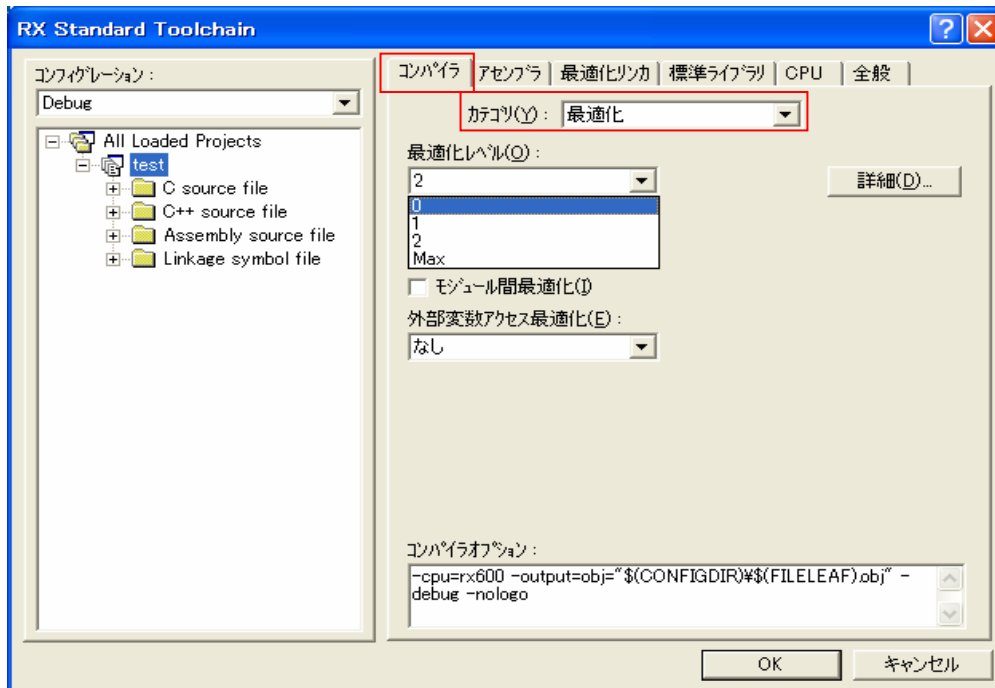 RX Standard Toolchain
コンフィグレーション :
Debug
All Loaded Projects
test
C source file
C++ source file
Assembly source file
Linkage symbol file
コンパイラ アセンブラ 最適化リンカ 標準ライブラリ CPU 全般
カテゴリ(Y) : 最適化
最適化レベル(O) :
2
詳細(D)...
0
1
2
Max
モジュール間最適化(I)
外部変数アクセス最適化(E) :
なし
コンパイラオプション :
-cpu=rx600 -output=obj="$(CONFIGDIR)¥$(FILELEAF).obj" -
debug -nologo
OK キャンセル